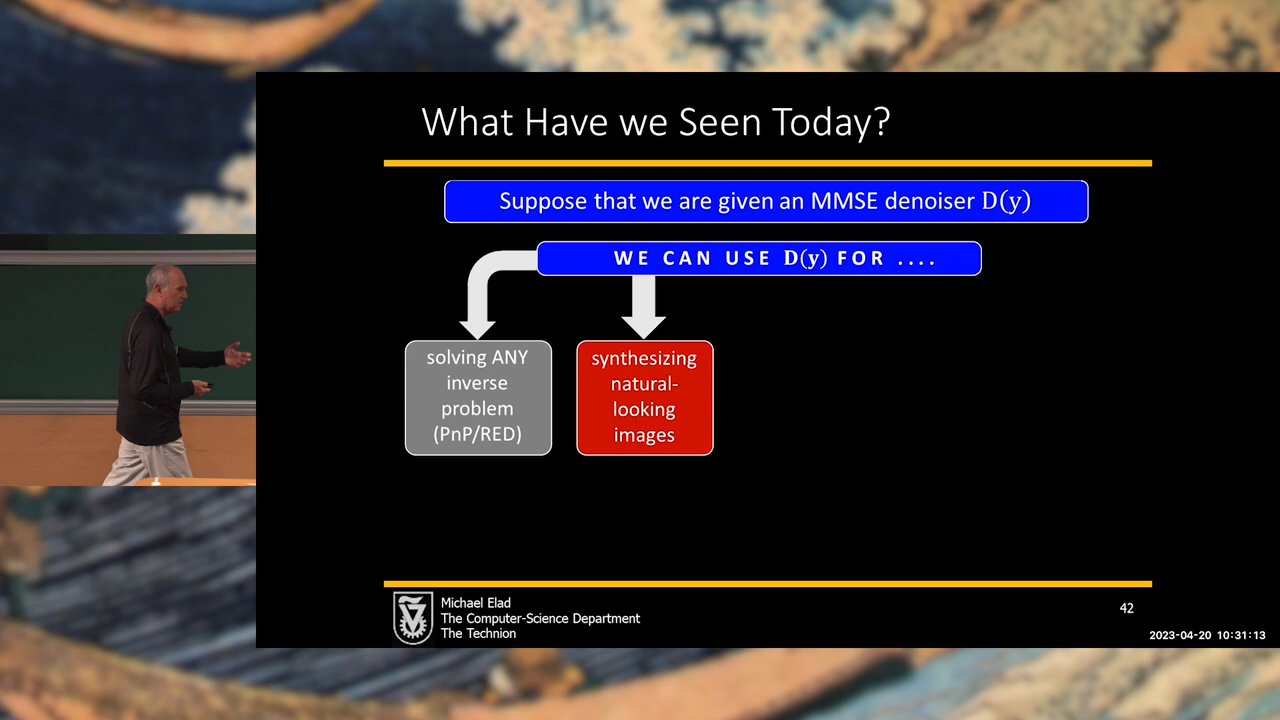 What Have we Seen Today?
Suppose that we are given an MMSE denoiser D(y)
WE CAN USE D(y) FOR ....
solving ANY
inverse
problem
(PnP/RED)
synthesizing
natural-
looking
images
Michael Elad
The Computer-Science Department
The Technion
42
2023-04-20 10:31:13